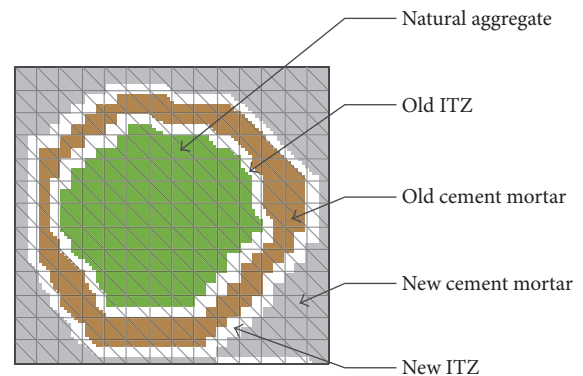 Natural aggregate
Old ITZ
Old cement mortar
New cement mortar
New ITZ